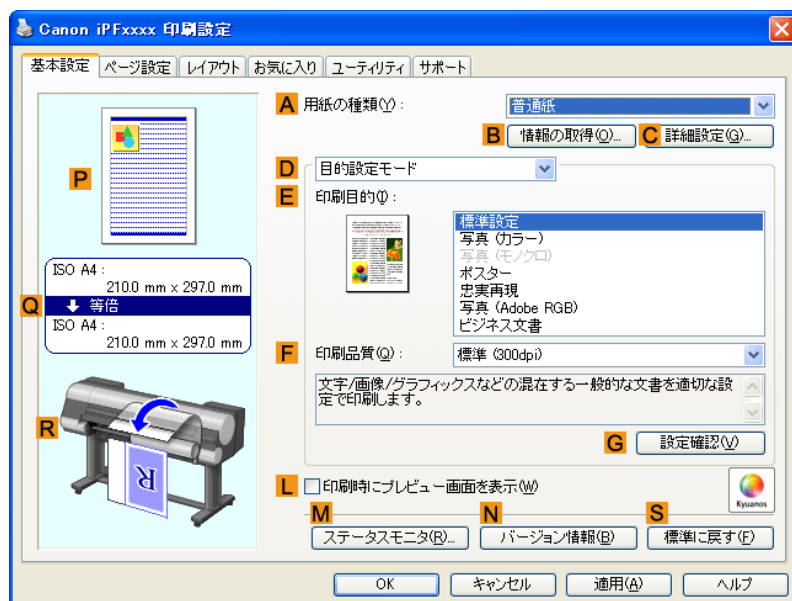 Canon iPFxxxx 印刷設定
基本設定 ページ設定 レイアウト お気に入り ユーティリティ サポート
A 用紙の種類(Y): 普通紙
B 情報の取得(O)... C 詳細設定(G)...
D 目的設定モード
E 印刷目的(I):
標準設定
写真 (カラー)
写真 (モノクロ)
ポスター
忠実再現
写真 (Adobe RGB)
ビジネス文書
F 印刷品質(Q): 標準 (300dpi)
文字/画像/グラフィックスなどの混在する一般的な文書を適切な設
定で印刷します。
G 設定確認(V)
P
Q
ISO A4 :
210.0 mm x 297.0 mm
等倍
ISO A4 :
210.0 mm x 297.0 mm
R
R
L 印刷時にプレビュー画面を表示(W)
Kyuanos
M ステータスモニタ(R)... N バージョン情報(B) S 標準に戻す(F)
OK キャンセル 適用(A) ヘルプ